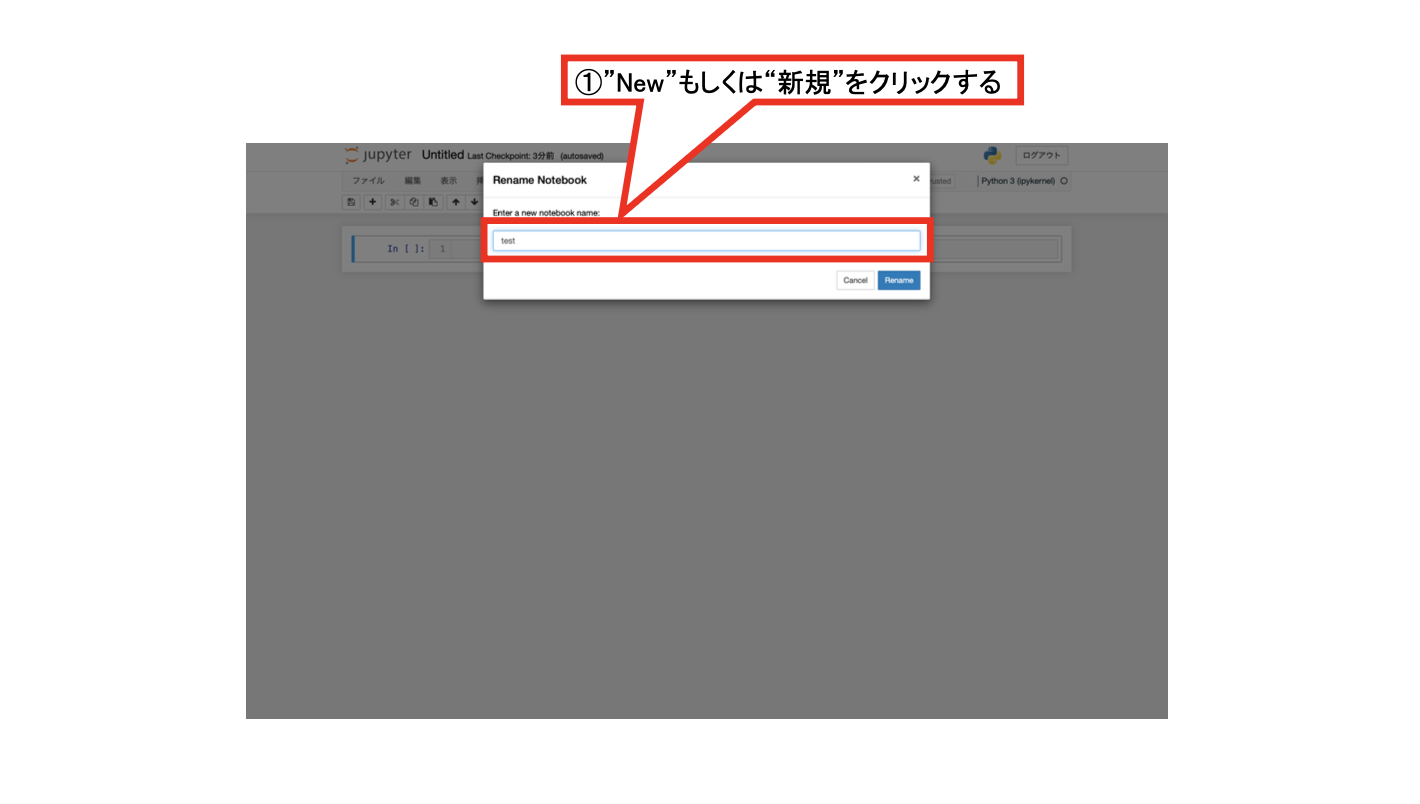 ①”New”もしくは“新規”をクリックする
jupyter Untitled Last Checkpoint: 3分前 (autosaved)
ログアウト
ファイル 編集 表示
Python 3 (ipykernel)
Rename Notebook
×
Enter a new notebook name:
In [ ]: 1
test
Cancel Rename